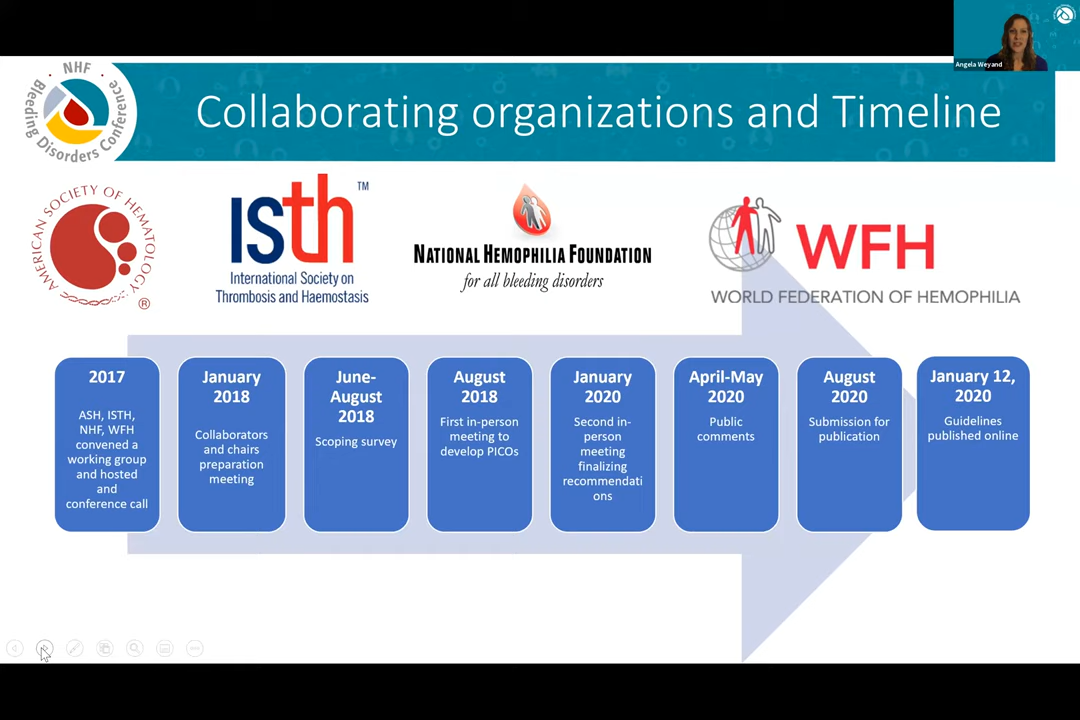 Angela Weyand
NHF
Bleeding Disorders Conference
Collaborating organizations and Timeline
AMERICAN SOCIETY OF HEMATOLOGY
®
isth
TM
International Society on
Thrombosis and Haemostasis
NATIONAL HEMOPHILIA FOUNDATION
for all bleeding disorders
WFH
WORLD FEDERATION OF HEMOPHILIA
2017
ASH, ISTH,
NHF, WFH
convened a
working group
and hosted
and
conference call
January
2018
Collaborators
and chairs
preparation
meeting
June-
August
2018
Scoping survey
August
2018
First in-person
meeting to
develop PICOs
January
2020
Second in-
person
meeting
finalizing
recommendati
ons
April-May
2020
Public
comments
August
2020
Submission for
publication
January 12,
2020
Guidelines
published online